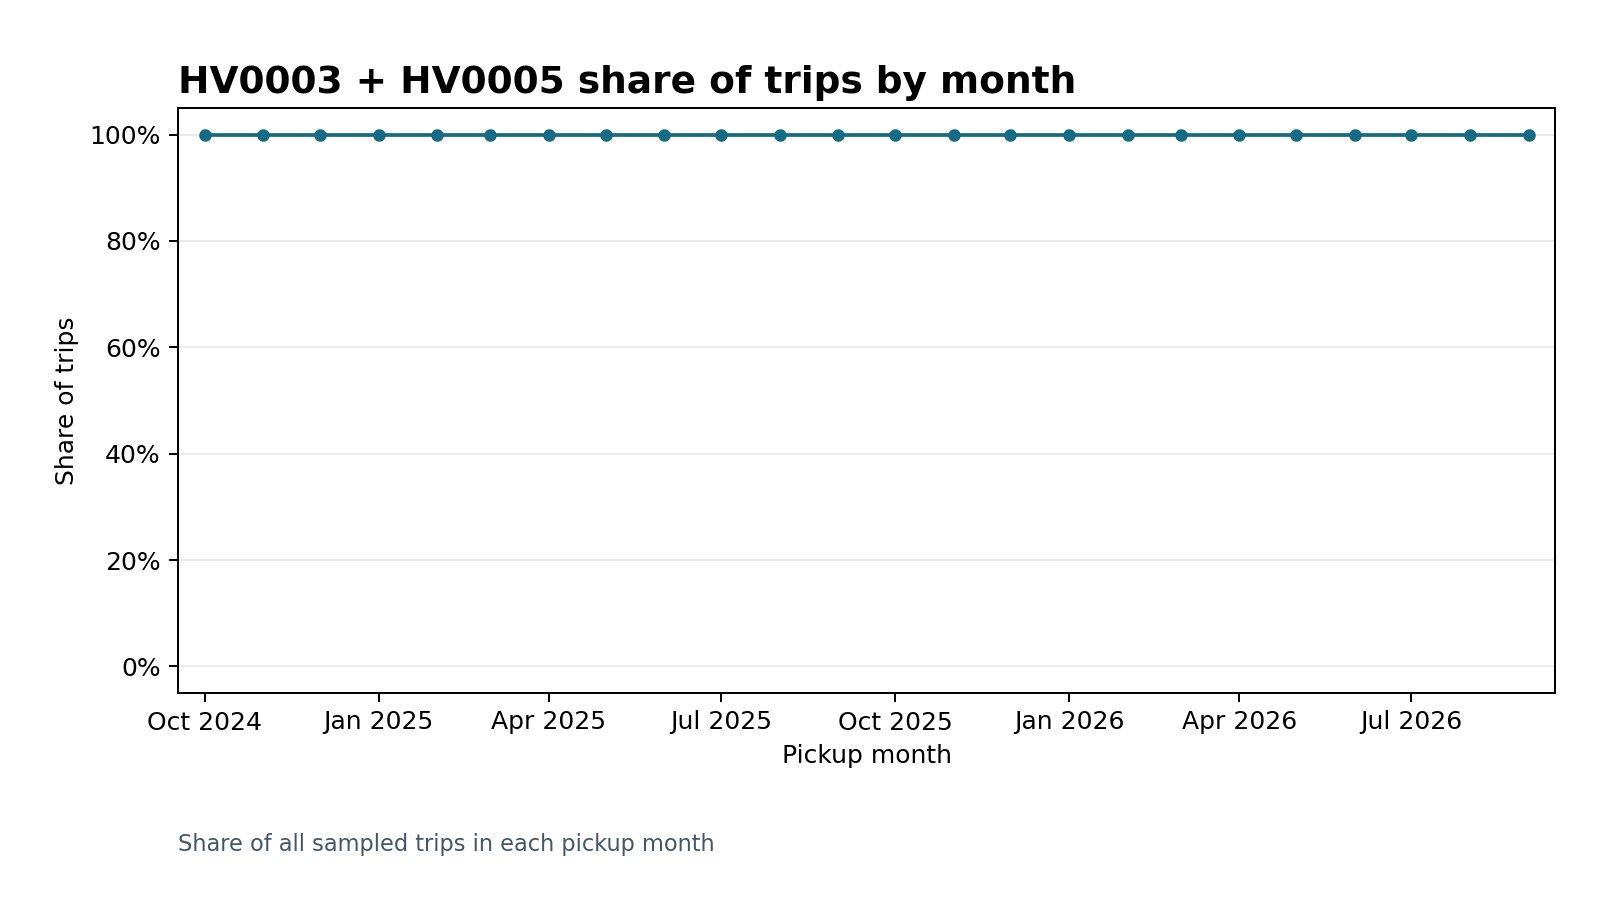 HV0003 + HV0005 share of trips by month
100%
80%
60%
40%
20%
0%
Share of trips
Oct 2024 Jan 2025 Apr 2025 Jul 2025 Oct 2025 Jan 2026 Apr 2026 Jul 2026
Pickup month
Share of all sampled trips in each pickup month